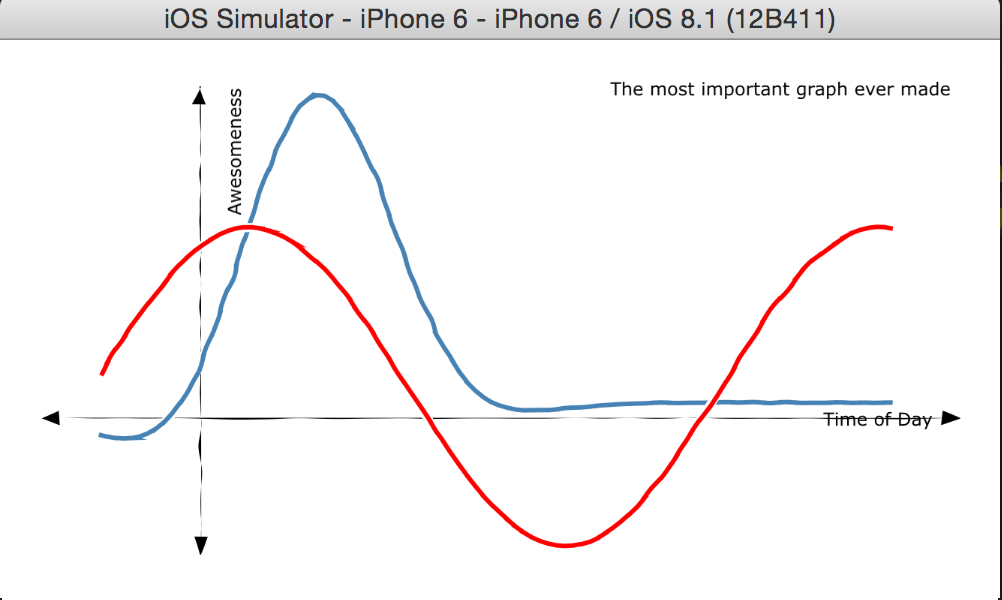 iOS Simulator - iPhone 6 - iPhone 6 / iOS 8.1 (12B411)
The most important graph ever made
Awesomeness
Time of Day